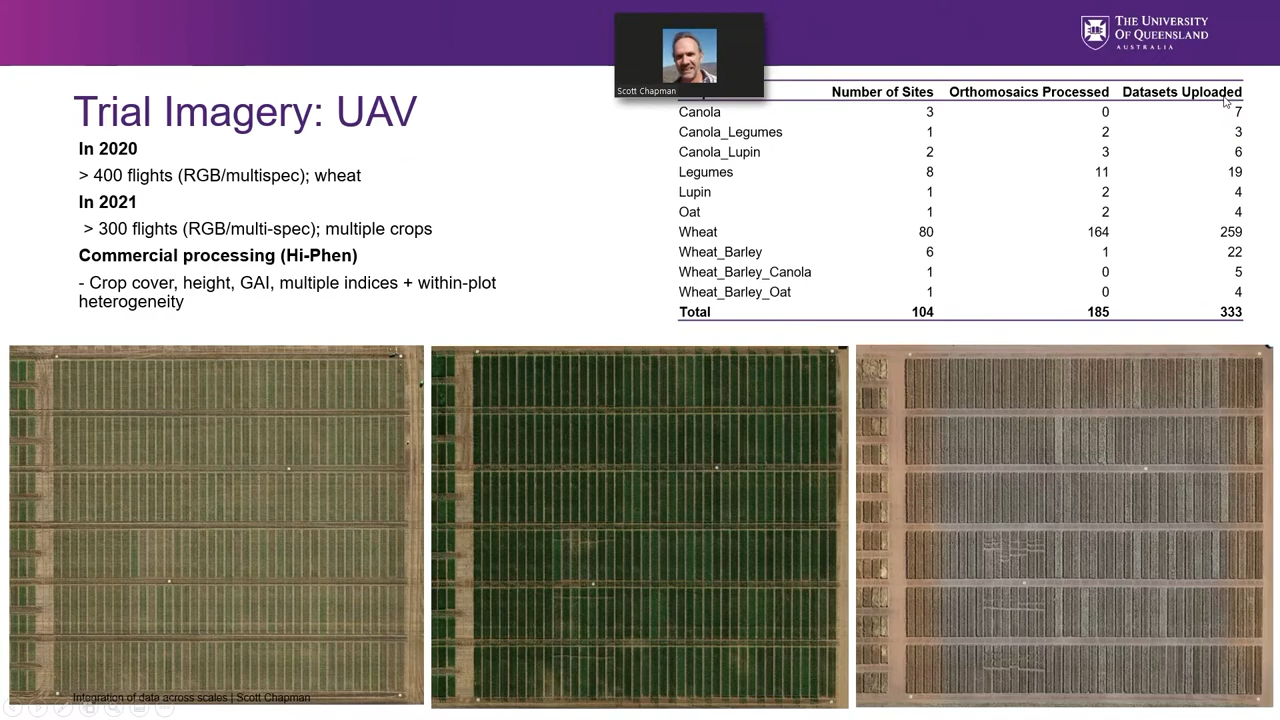 THE UNIVERSITY
OF QUEENSLAND
AUSTRALIA
Scott Chapman
Trial Imagery: UAV
In 2020
> 400 flights (RGB/multispec); wheat
In 2021
> 300 flights (RGB/multi-spec); multiple crops
Commercial processing (Hi-Phen)
- Crop cover, height, GAI, multiple indices + within-plot
heterogeneity
Number of Sites Orthomosaics Processed Datasets Uploaded
Canola 3 0 7
Canola_Legumes 1 2 3
Canola_Lupin 2 3 6
Legumes 8 11 19
Lupin 1 2 4
Oat 1 2 4
Wheat 80 164 259
Wheat_Barley 6 1 22
Wheat_Barley_Canola 1 0 5
Wheat_Barley_Oat 1 0 4
Total 104 185 333
Integration of data across scales | Scott Chapman